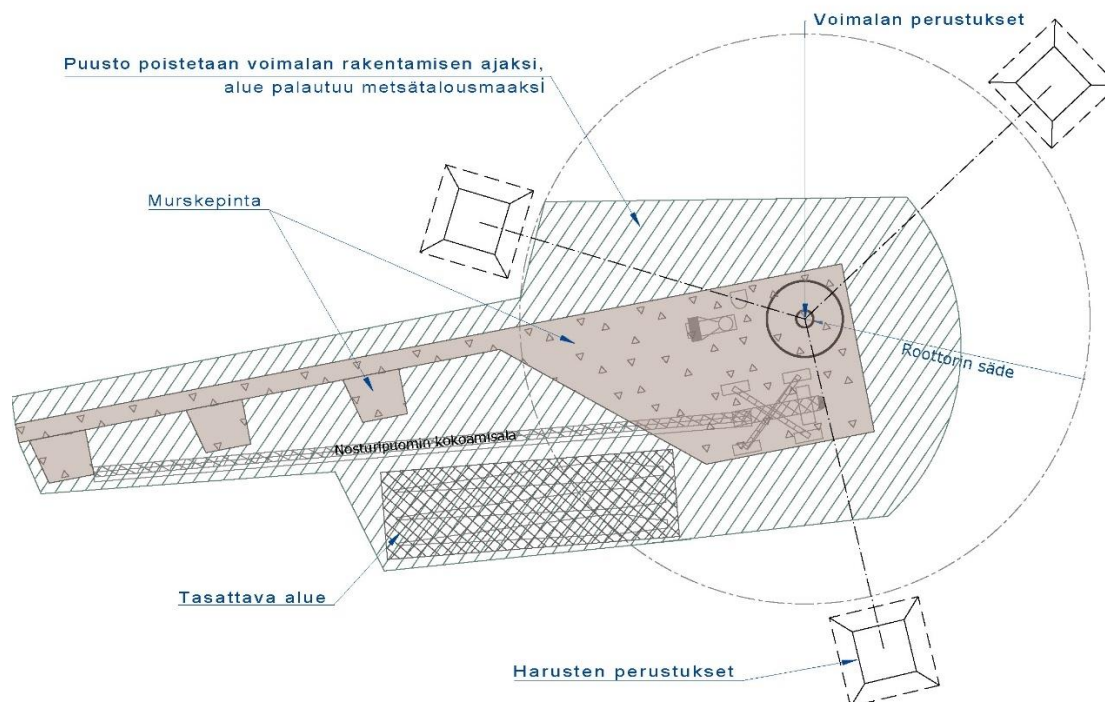 Voimalan perustukset
Puusto poistetaan voimalan rakentamisen ajaksi,
alue palautuu metsätalousmaaksi
Murskepinta
Roottorin säde
Nosturipuomin kokoamisala
Tasattava alue
Harusten perustukset